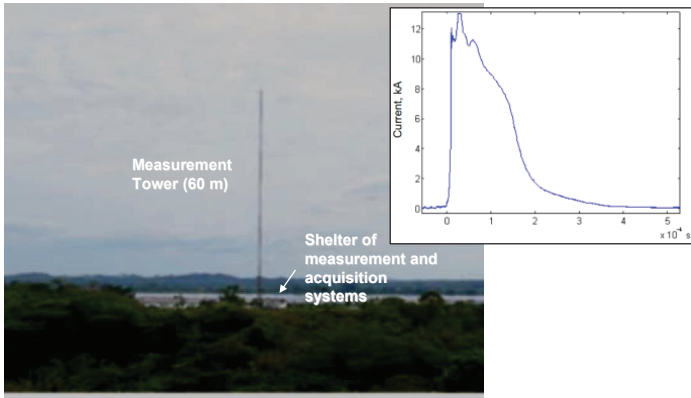 Measurement
Tower (60 m)
Shelter of
measurement and
acquisition
systems
Current, kA
12
10
8
6
4
2
0
0 1 2 3 4 5
x 10⁻⁴ s